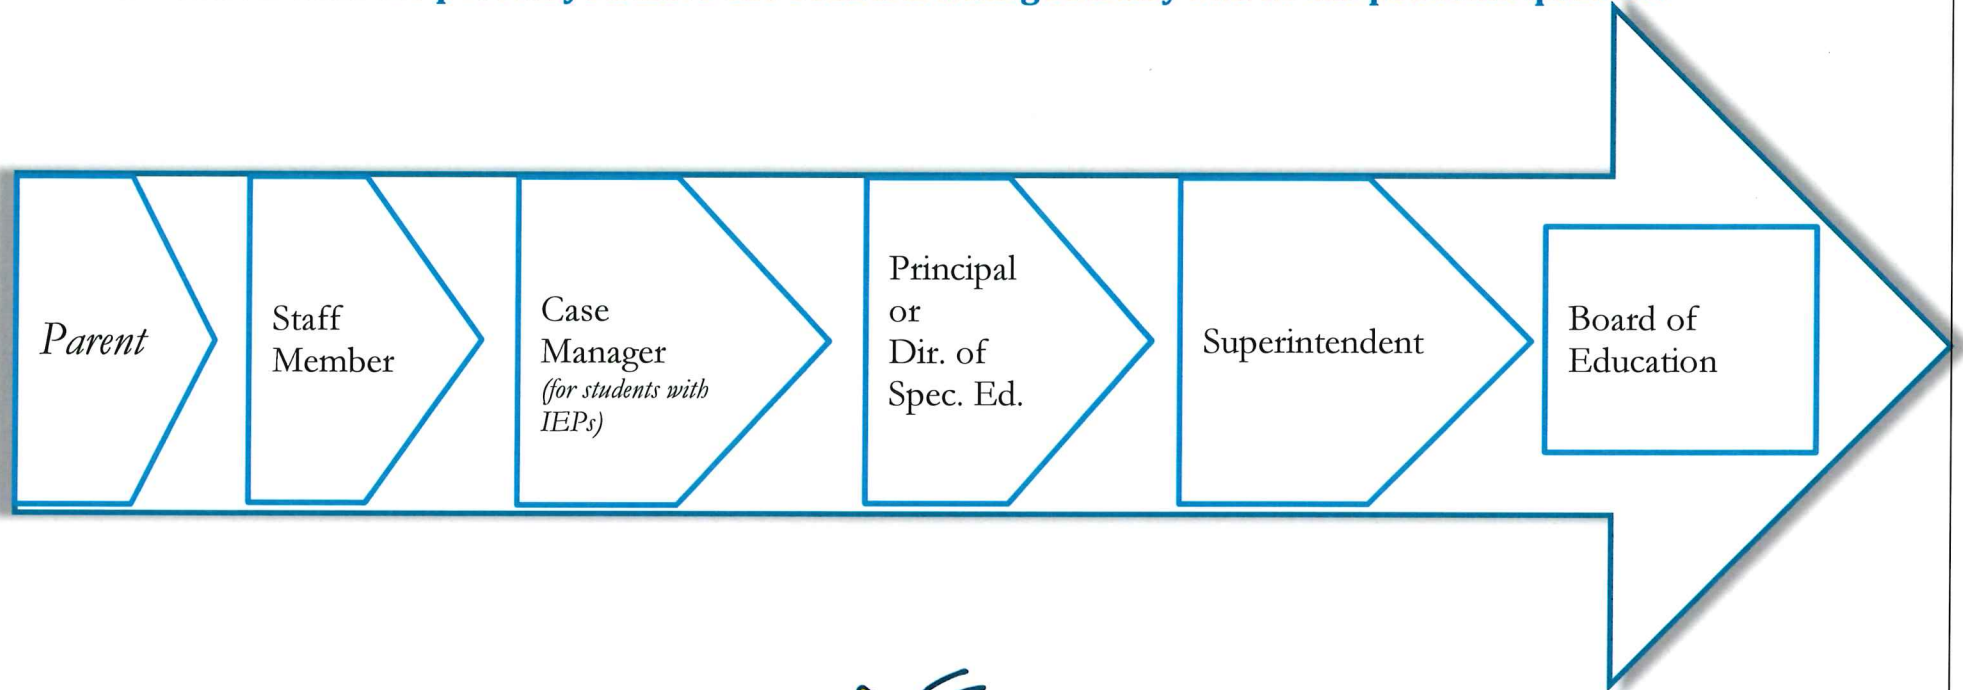 Parent
Staff
Member
Case
Manager
(for students with
IEPs)
Principal
or
Dir. of
Spec. Ed.
Superintendent
Board of
Education